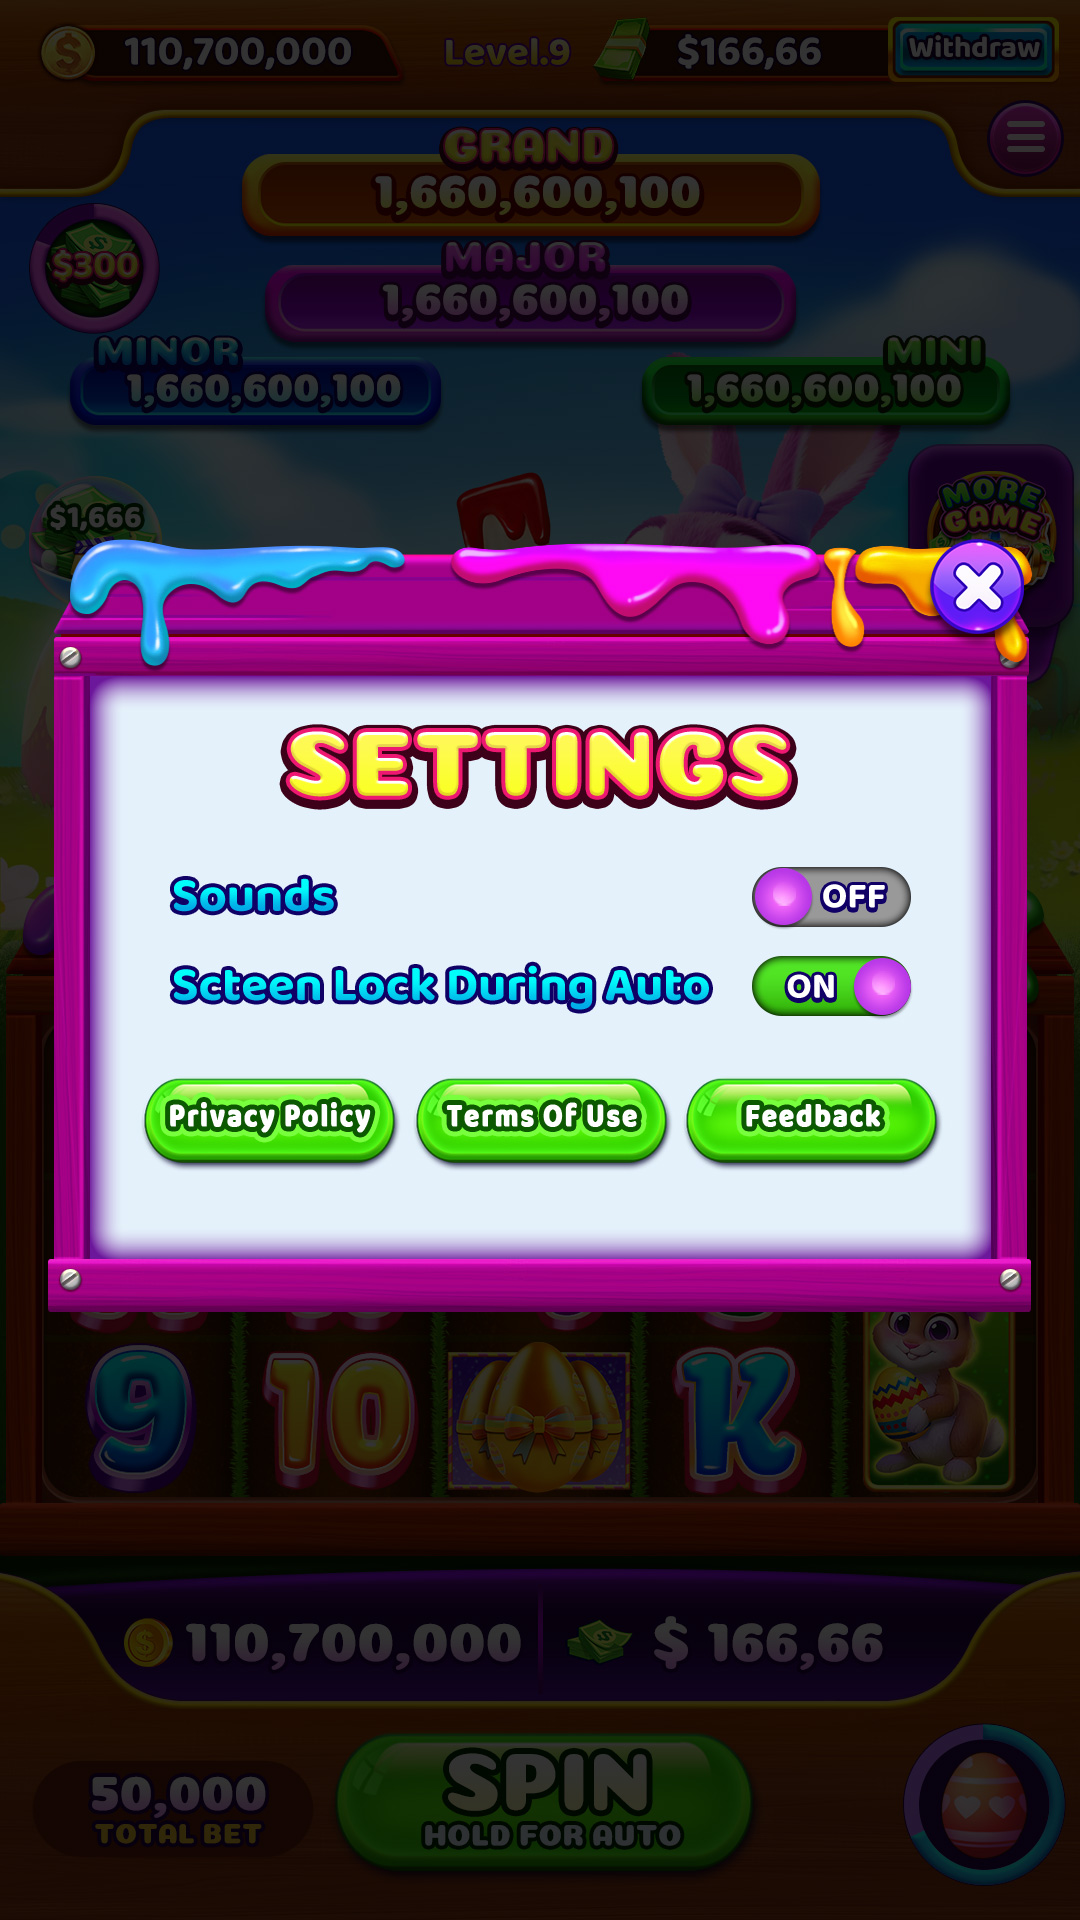 110,700,000
Level.9
$166,66
Withdraw
GRAND
1,660,600,100
$300
MAJOR
1,660,600,100
MINOR
1,660,600,100
MINI
1,660,600,100
$1,666
MORE
GAME
SETTINGS
Sounds
OFF
Scteen Lock During Auto
ON
Privacy Policy
Terms Of Use
Feedback
9
10
K
110,700,000
$ 166,66
50,000
TOTAL BET
SPIN
HOLD FOR AUTO